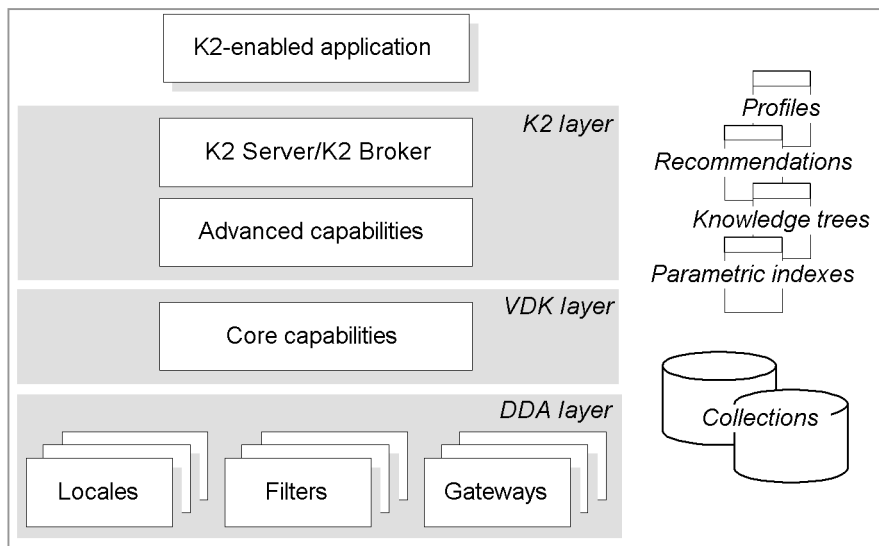 K2-enabled application
K2 layer
K2 Server/K2 Broker
Advanced capabilities
VDK layer
Core capabilities
DDA layer
Locales
Filters
Gateways
Profiles
Recommendations
Knowledge trees
Parametric indexes
Collections